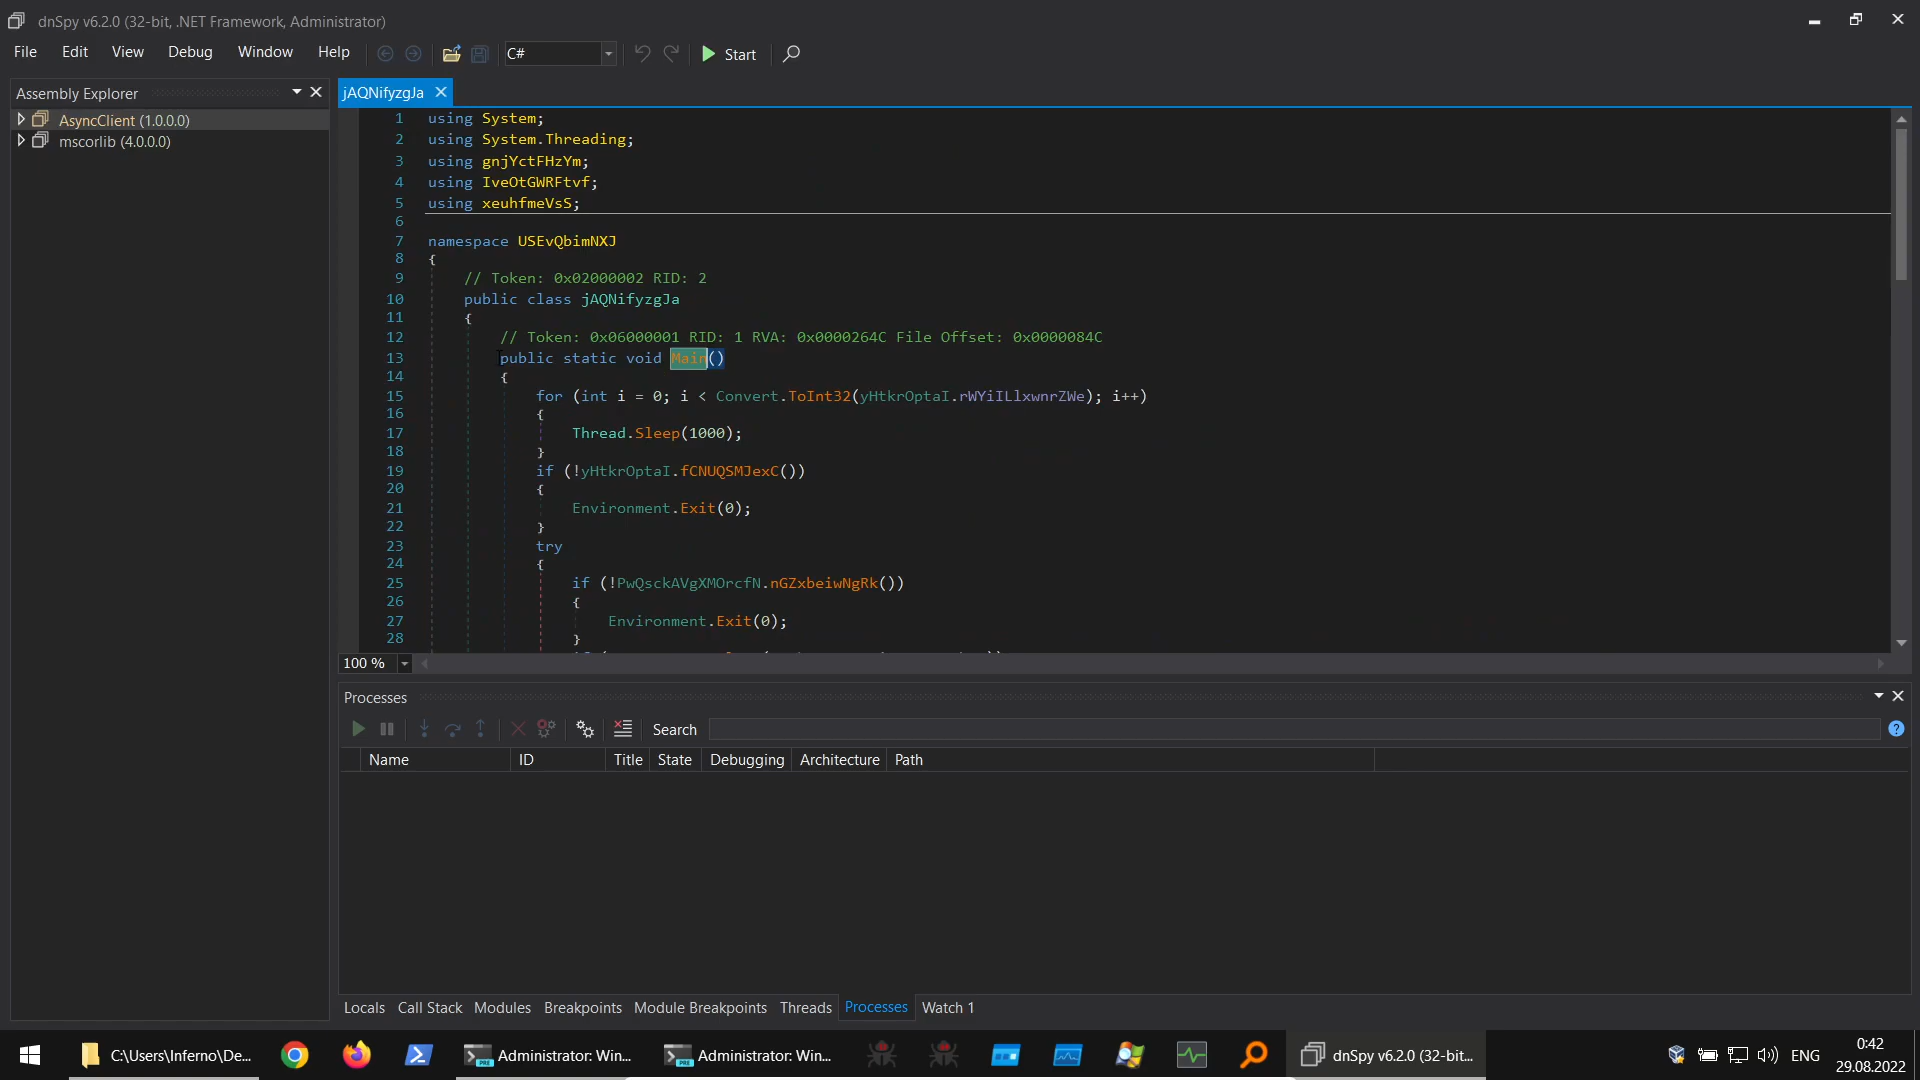 dnSpy v6.2.0 (32-bit, .NET Framework, Administrator)
File Edit View Debug Window Help C# Start
Assembly Explorer
AsyncClient (1.0.0.0)
mscorlib (4.0.0.0)
jAQNifyzgJa
1 using System;
2 using System.Threading;
3 using gnjYctFHzYm;
4 using IveOtGWRFtvf;
5 using xeuhfmeVsS;
6
7 namespace USEvQbimNXJ
8 {
9 // Token: 0x02000002 RID: 2
10 public class jAQNifyzgJa
11 {
12 // Token: 0x06000001 RID: 1 RVA: 0x0000264C File Offset: 0x0000084C
13 public static void Main()
14 {
15 for (int i = 0; i < Convert.ToInt32(yHtkrOptaI.rWYiILlxwnrZWe); i++)
16 {
17 Thread.Sleep(1000);
18 }
19 if (!yHtkrOptaI.fCNUQSMJexC())
20 {
21 Environment.Exit(0);
22 }
23 try
24 {
25 if (!PwQsckAVgXMOrcfN.nGZxbeiwNgRk())
26 {
27 Environment.Exit(0);
28 }
100 %
Processes
Search
Name ID Title State Debugging Architecture Path
Locals Call Stack Modules Breakpoints Module Breakpoints Threads Processes Watch 1
C:\Users\Inferno\De... Administrator: Win... Administrator: Win... dnSpy v6.2.0 (32-bit... ENG 0:42
29.08.2022